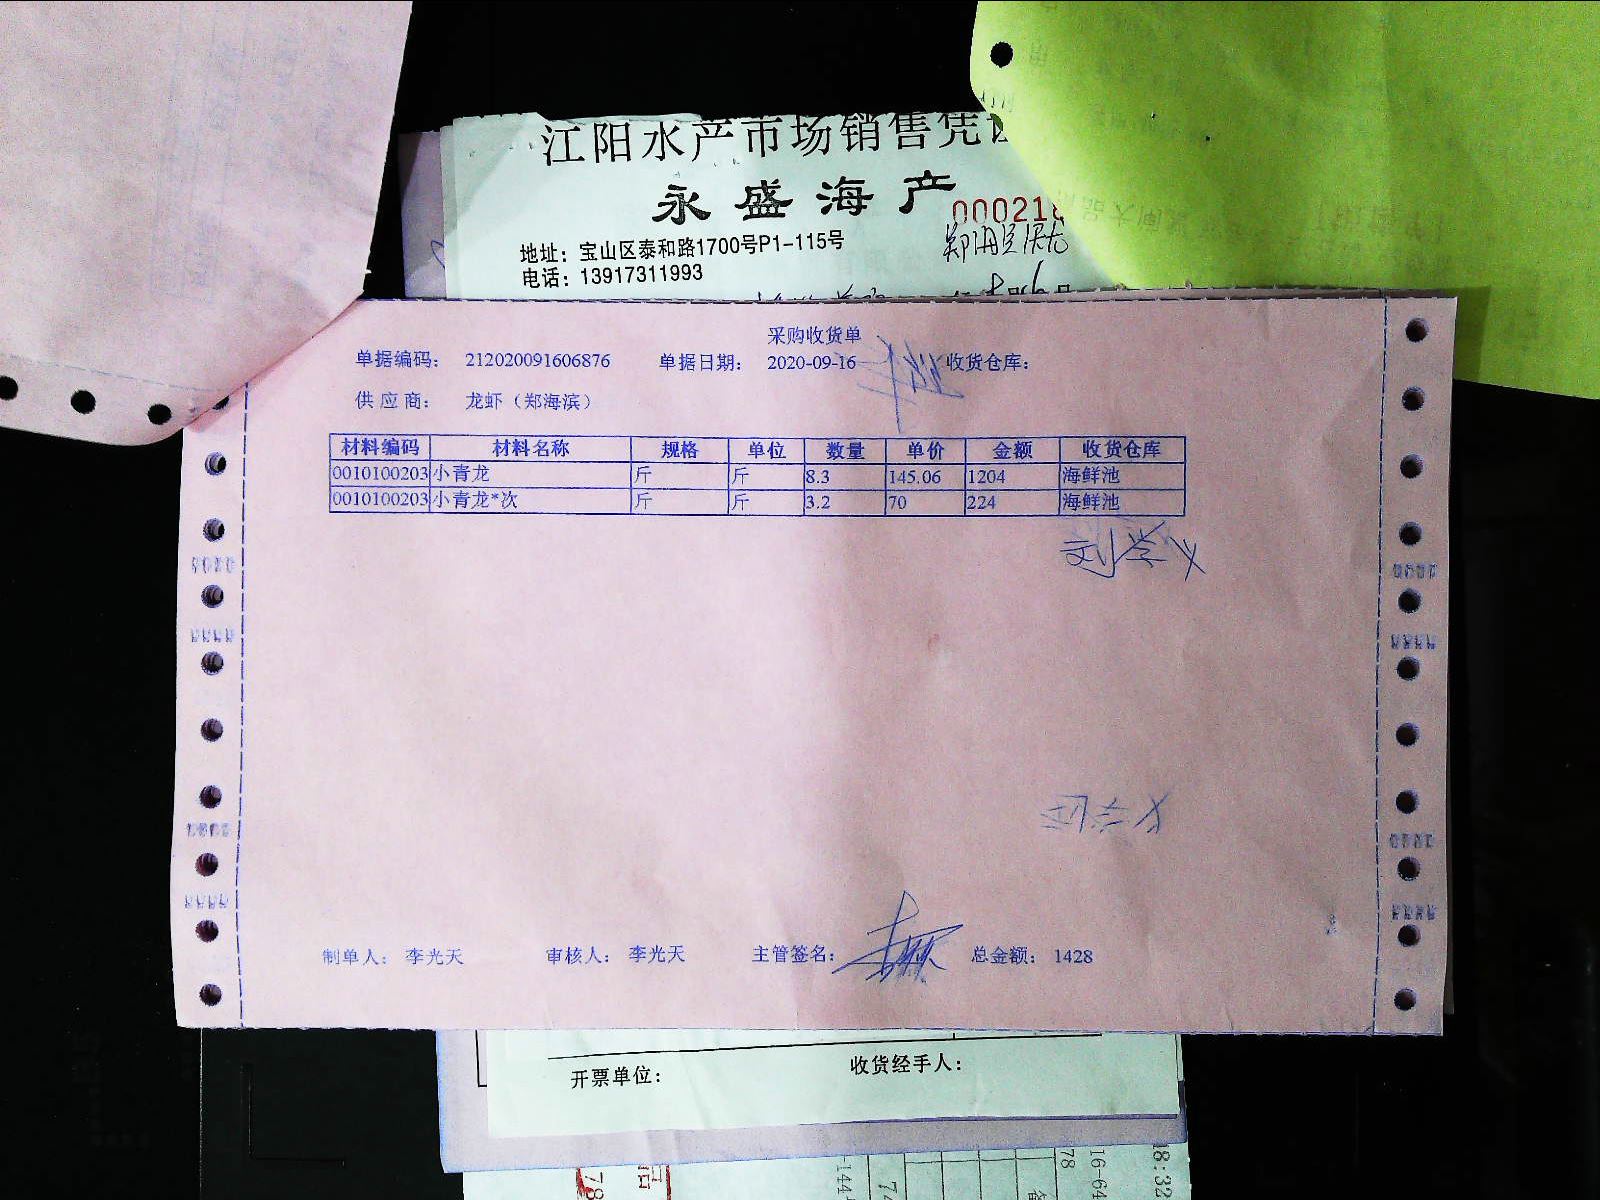 江阳水产市场销售凭
永盛海产
00021
地址：宝山区泰和路1700号P1-115号
电话：13917311993
采购收货单
单据编码： 212020091606876 单据日期： 2020-09-16 收货仓库：
供应商： 龙虾（郑海滨）
材料编码 材料名称 规格 单位 数量 单价 金额 收货仓库
0010100203 小青龙 斤 斤 8.3 145.06 1204 海鲜池
0010100203 小青龙*次 斤 斤 3.2 70 224 海鲜池
刘学义
制单人： 李光天 审核人： 李光天 主管签名： 总金额： 1428
开票单位： 收货经手人：